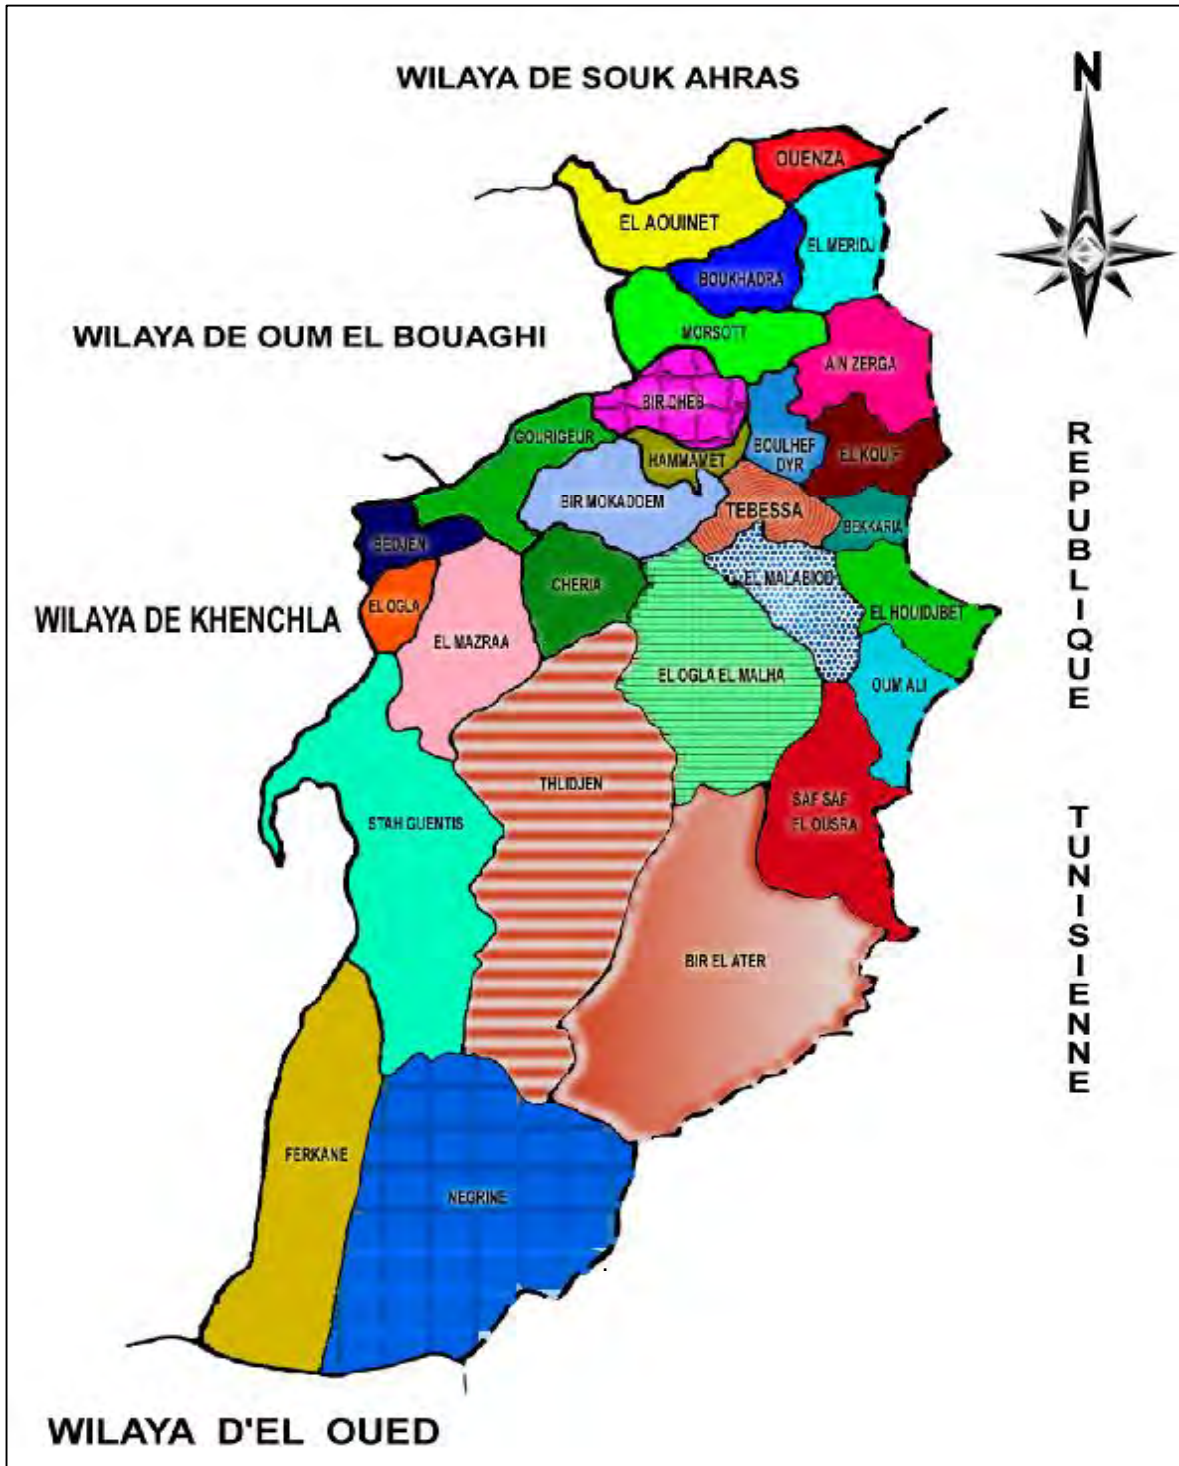 WILAYA DE SOUK AHRAS
N
OUENZA
EL AOUINET
EL MERIDJ
BOUKHADRA
MORSOTT
WILAYA DE OUM EL BOUAGHI
AIN ZERGA
BIR DHEB
GOURIGEUR
BOULHEF
DYR
EL KOUIF
HAMMAMET
BIR MOKADDEM
TEBESSA
BEKKARIA
BEDJEN
EL MALABIOD
CHERIA
EL OGLA
EL HOUIDJBET
WILAYA DE KHENCHLA
EL MAZRAA
EL OGLA EL MALHA
OUM ALI
REPUBLIQUE
THLIDJEN
SAF SAF
EL OUSRA
STAH GUENTIS
TUNISIENNE
BIR EL ATER
FERKANE
NEGRINE
WILAYA D'EL OUED